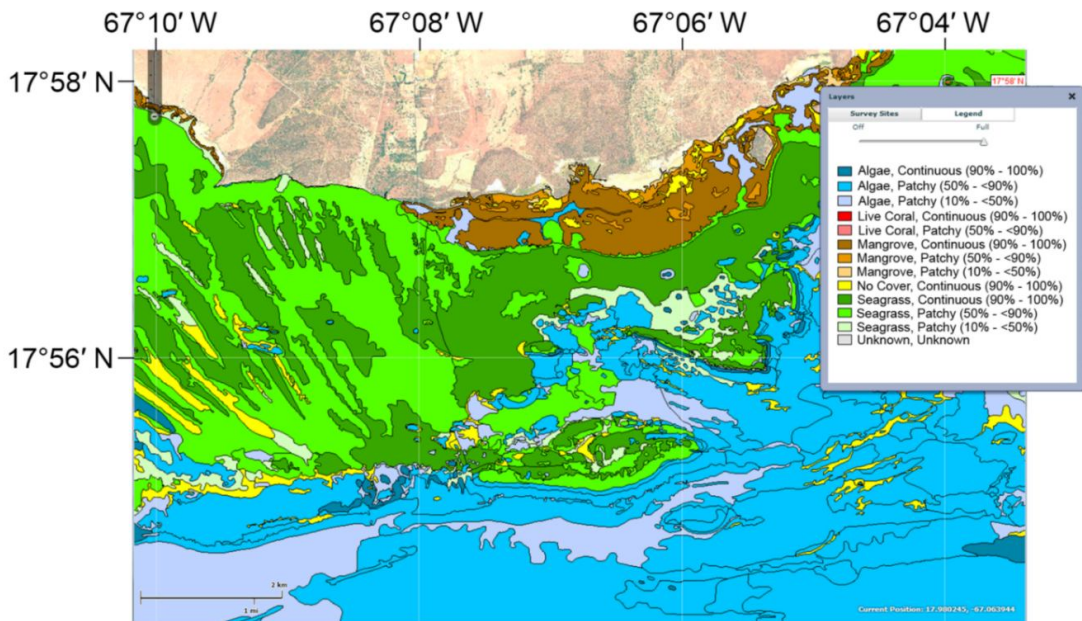 67°10′ W 67°08′ W 67°06′ W 67°04′ W
17°58′ N
17°58' N
Layers
Survey Sites Legend
Off Full
Algae, Continuous (90% - 100%)
Algae, Patchy (50% - <90%)
Algae, Patchy (10% - <50%)
Live Coral, Continuous (90% - 100%)
Live Coral, Patchy (50% - <90%)
Mangrove, Continuous (90% - 100%)
Mangrove, Patchy (50% - <90%)
Mangrove, Patchy (10% - <50%)
No Cover, Continuous (90% - 100%)
Seagrass, Continuous (90% - 100%)
Seagrass, Patchy (50% - <90%)
Seagrass, Patchy (10% - <50%)
Unknown, Unknown
17°56′ N
2 km
1 mi
Current Position: 17.980245, -67.063944